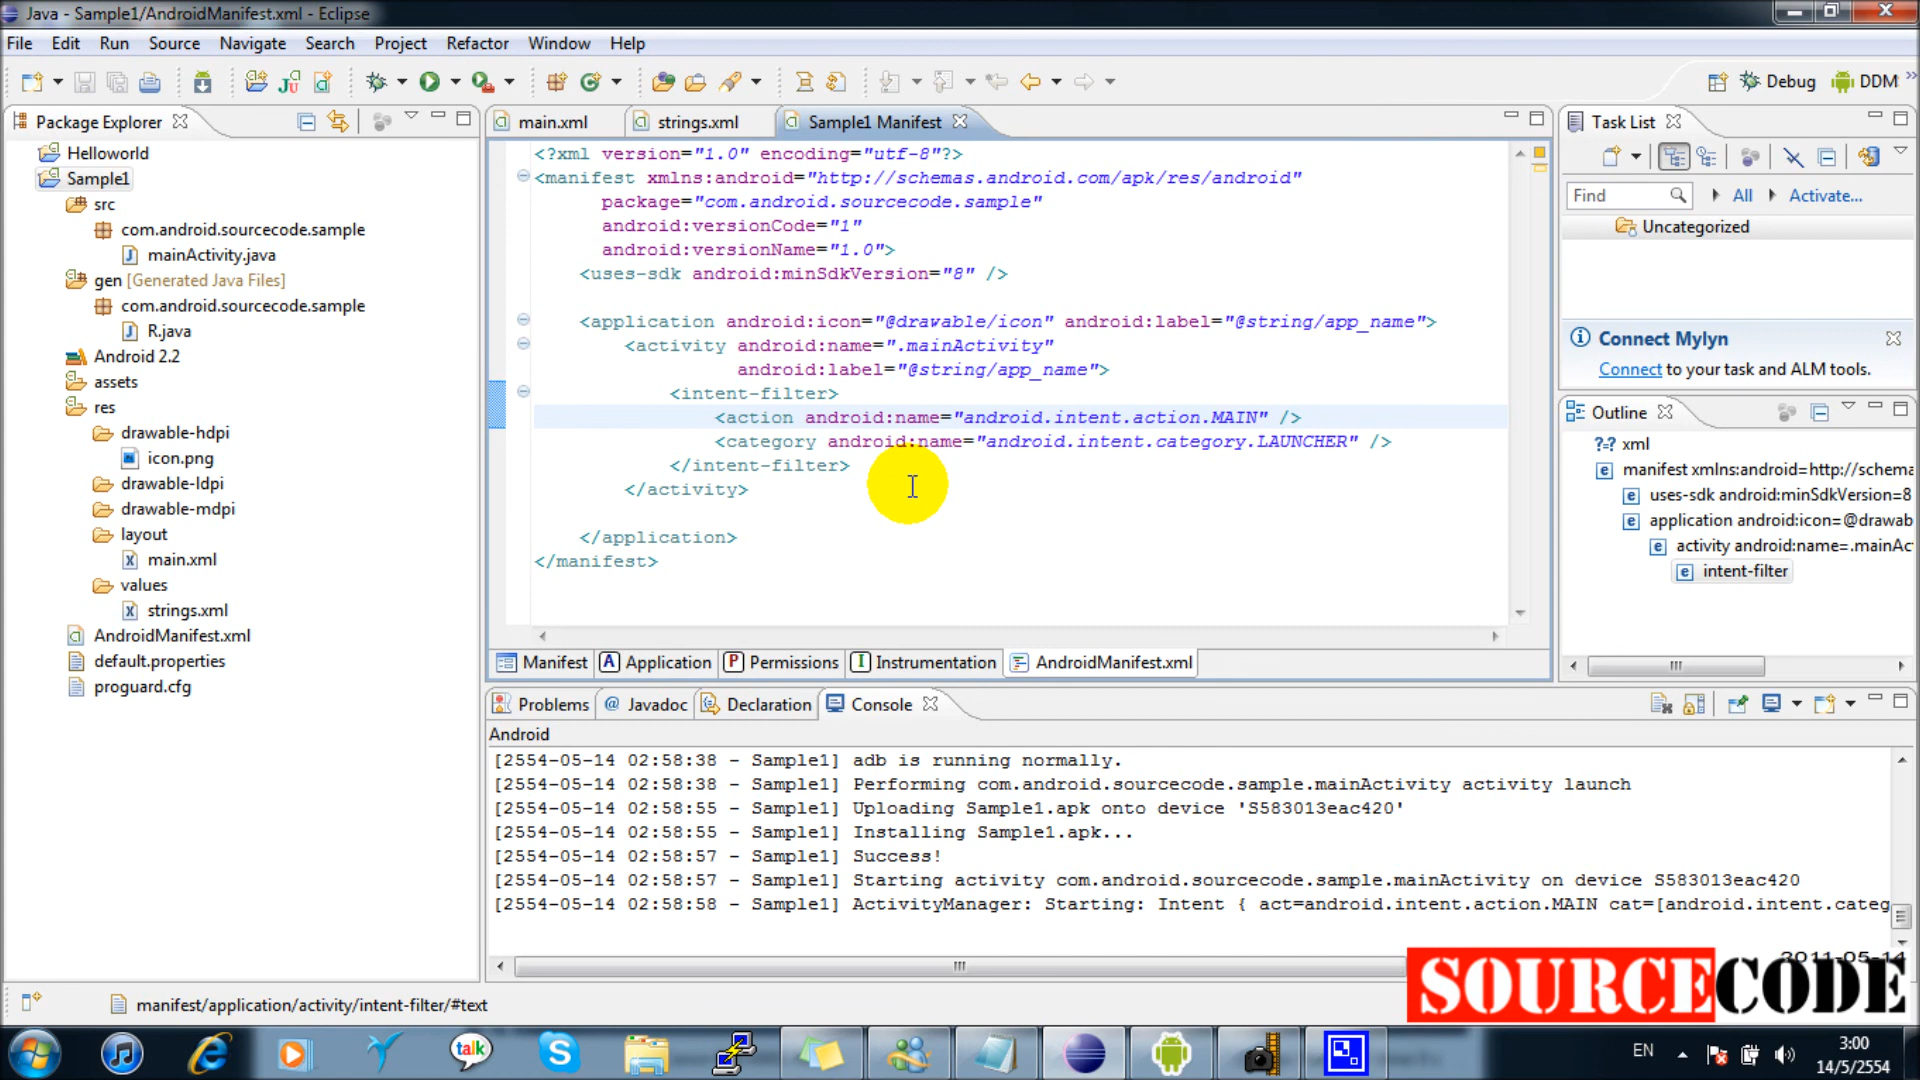 Java - Sample1/AndroidManifest.xml - Eclipse
File Edit Run Source Navigate Search Project Refactor Window Help
Debug DDM
Package Explorer
Helloworld
Sample1
src
com.android.sourcecode.sample
mainActivity.java
gen [Generated Java Files]
com.android.sourcecode.sample
R.java
Android 2.2
assets
res
drawable-hdpi
icon.png
drawable-ldpi
drawable-mdpi
layout
main.xml
values
strings.xml
AndroidManifest.xml
default.properties
proguard.cfg
main.xml strings.xml Sample1 Manifest
<?xml version="1.0" encoding="utf-8"?>
<manifest xmlns:android="http://schemas.android.com/apk/res/android"
package="com.android.sourcecode.sample"
android:versionCode="1"
android:versionName="1.0">
<uses-sdk android:minSdkVersion="8" />
<application android:icon="@drawable/icon" android:label="@string/app_name">
<activity android:name=".mainActivity"
android:label="@string/app_name">
<intent-filter>
<action android:name="android.intent.action.MAIN" />
<category android:name="android.intent.category.LAUNCHER" />
</intent-filter>
</activity>
</application>
</manifest>
Manifest A Application P Permissions I Instrumentation AndroidManifest.xml
Task List
Find All Activate...
Uncategorized
Connect Mylyn
Connect to your task and ALM tools.
Outline
?=? xml
e manifest xmlns:android=http://schema
e uses-sdk android:minSdkVersion=8
e application android:icon=@drawab
e activity android:name=.mainAc
e intent-filter
Problems @ Javadoc Declaration Console
Android
[2554-05-14 02:58:38 - Sample1] adb is running normally.
[2554-05-14 02:58:38 - Sample1] Performing com.android.sourcecode.sample.mainActivity activity launch
[2554-05-14 02:58:55 - Sample1] Uploading Sample1.apk onto device 'S583013eac420'
[2554-05-14 02:58:55 - Sample1] Installing Sample1.apk...
[2554-05-14 02:58:57 - Sample1] Success!
[2554-05-14 02:58:57 - Sample1] Starting activity com.android.sourcecode.sample.mainActivity on device S583013eac420
[2554-05-14 02:58:58 - Sample1] ActivityManager: Starting: Intent { act=android.intent.action.MAIN cat=[android.intent.categ
2011-05-14
SOURCECODE
manifest/application/activity/intent-filter/#text
talk
EN
3:00
14/5/2554